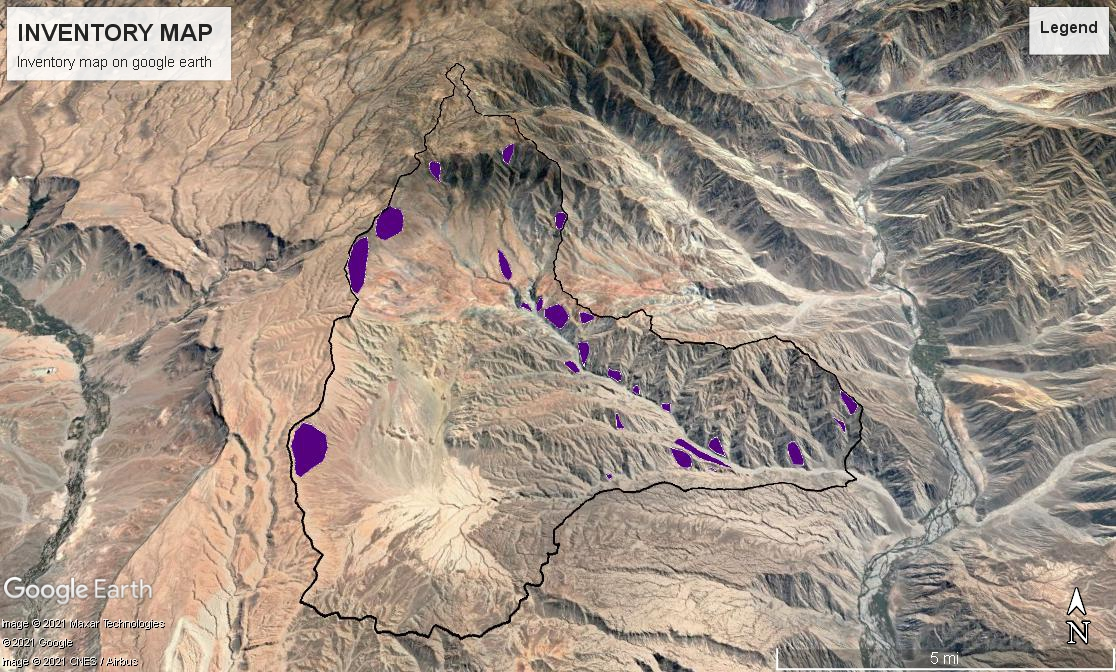 INVENTORY MAP
Inventory map on google earth
Legend
Google Earth
Image © 2021 Maxar Technologies
©2021 Google
Image © 2021 CNES / Airbus
N
5 mi